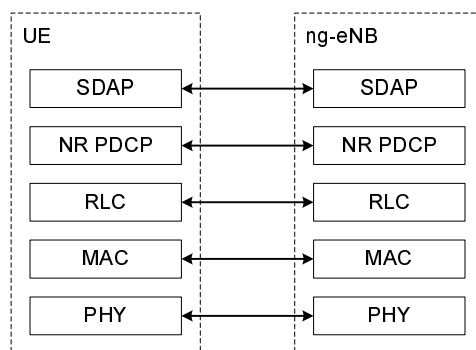 UE
ng-eNB
SDAP
SDAP
NR PDCP
NR PDCP
RLC
RLC
MAC
MAC
PHY
PHY